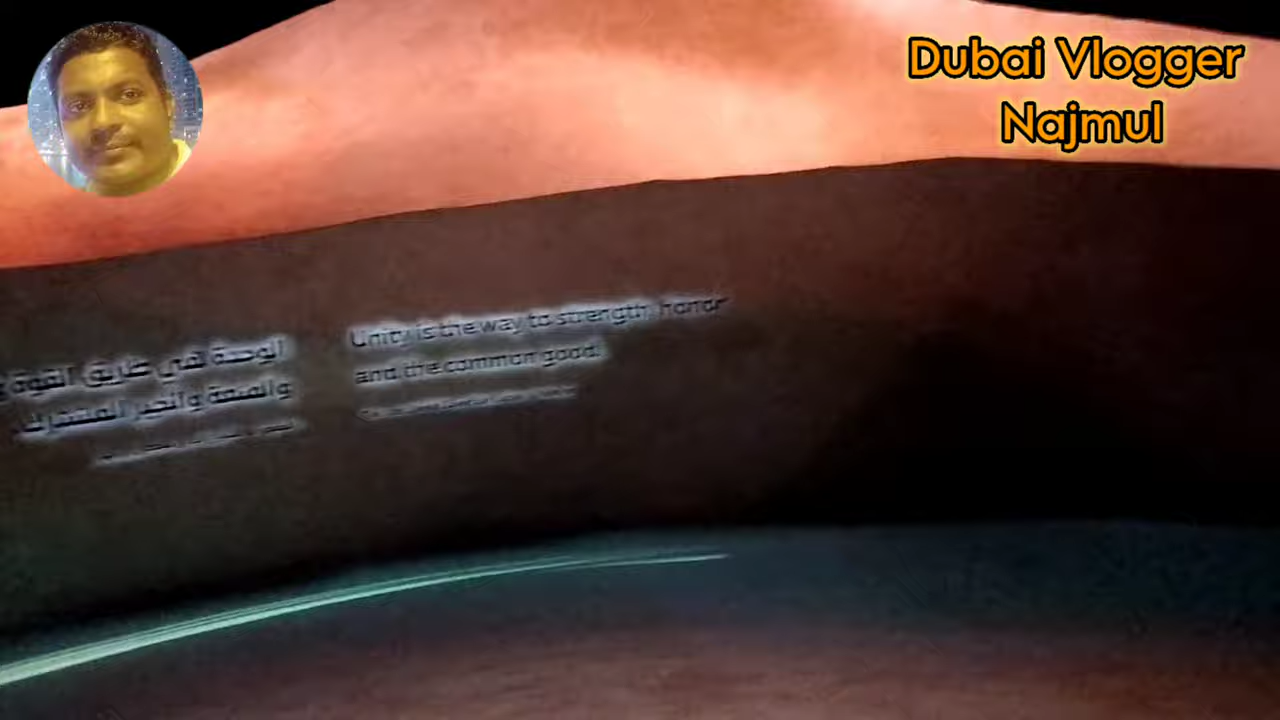 Dubai Vlogger
Najmul
Unity is the way to strength, honor
and the common good.
الوحدة هي طريق القوة
والمنعة والخير المشترك.